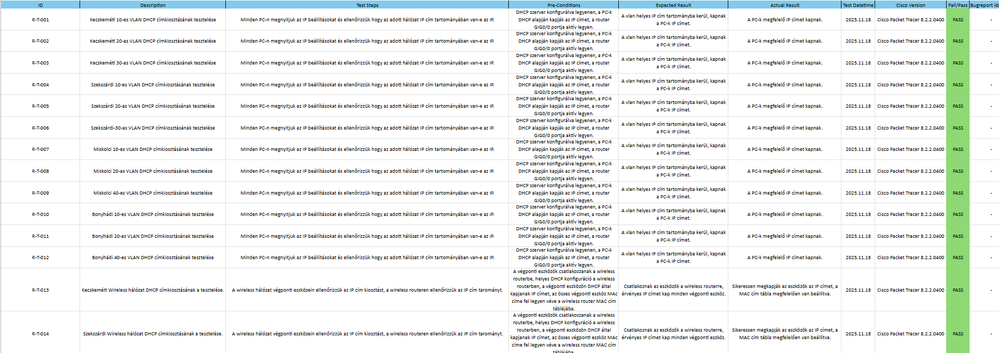 ID Description Test Steps Pre-Conditions Expected Result Actual Result Test Datetime Cisco Version Fall/Pass Bugreport id
R-T-001 Kecskeméti 10-es VLAN DHCP címkiosztásának tesztelése Minden PC-n megnyitjuk az IP beállításokat és ellenőrizzük hogy az adott hálózat IP cím tartományában van-e az IP. DHCP szerver konfigurálva legyenen, a PC-k DHCP alapján kapják az IP címet, a router GIG0/0 portja aktív legyen. A vlan helyes IP cím tartományba kerül, kapnak a PC-k IP címet. A PC-k megfelelő IP címet kapnak. 2025.11.18 Cisco Packet Tracer 8.2.2.0400 PASS -
R-T-002 Kecskeméti 20-as VLAN DHCP címkiosztásának tesztelése Minden PC-n megnyitjuk az IP beállításokat és ellenőrizzük hogy az adott hálózat IP cím tartományában van-e az IP. DHCP szerver konfigurálva legyenen, a PC-k DHCP alapján kapják az IP címet, a router GIG0/0 portja aktív legyen. A vlan helyes IP cím tartományba kerül, kapnak a PC-k IP címet. A PC-k megfelelő IP címet kapnak. 2025.11.18 Cisco Packet Tracer 8.2.2.0400 PASS -
R-T-003 Kecskeméti 30-as VLAN DHCP címkiosztásának tesztelése Minden PC-n megnyitjuk az IP beállításokat és ellenőrizzük hogy az adott hálózat IP cím tartományában van-e az IP. DHCP szerver konfigurálva legyenen, a PC-k DHCP alapján kapják az IP címet, a router GIG0/0 portja aktív legyen. A vlan helyes IP cím tartományba kerül, kapnak a PC-k IP címet. A PC-k megfelelő IP címet kapnak. 2025.11.18 Cisco Packet Tracer 8.2.2.0400 PASS -
R-T-004 Szekszárdi 10-es VLAN DHCP címkiosztásának tesztelése Minden PC-n megnyitjuk az IP beállításokat és ellenőrizzük hogy az adott hálózat IP cím tartományában van-e az IP. DHCP szerver konfigurálva legyenen, a PC-k DHCP alapján kapják az IP címet, a router GIG0/0 portja aktív legyen. A vlan helyes IP cím tartományba kerül, kapnak a PC-k IP címet. A PC-k megfelelő IP címet kapnak. 2025.11.18 Cisco Packet Tracer 8.2.2.0400 PASS -
R-T-005 Szekszárdi 20-as VLAN DHCP címkiosztásának tesztelése Minden PC-n megnyitjuk az IP beállításokat és ellenőrizzük hogy az adott hálózat IP cím tartományában van-e az IP. DHCP szerver konfigurálva legyenen, a PC-k DHCP alapján kapják az IP címet, a router GIG0/0 portja aktív legyen. A vlan helyes IP cím tartományba kerül, kapnak a PC-k IP címet. A PC-k megfelelő IP címet kapnak. 2025.11.18 Cisco Packet Tracer 8.2.2.0400 PASS -
R-T-006 Szekszárdi-30-as VLAN DHCP címkiosztásának tesztelése Minden PC-n megnyitjuk az IP beállításokat és ellenőrizzük hogy az adott hálózat IP cím tartományában van-e az IP. DHCP szerver konfigurálva legyenen, a PC-k DHCP alapján kapják az IP címet, a router GIG0/0 portja aktív legyen. A vlan helyes IP cím tartományba kerül, kapnak a PC-k IP címet. A PC-k megfelelő IP címet kapnak. 2025.11.18 Cisco Packet Tracer 8.2.2.0400 PASS -
R-T-007 Miskolci 10-es VLAN DHCP címkiosztásának tesztelése Minden PC-n megnyitjuk az IP beállításokat és ellenőrizzük hogy az adott hálózat IP cím tartományában van-e az IP. DHCP szerver konfigurálva legyenen, a PC-k DHCP alapján kapják az IP címet, a router GIG0/0 portja aktív legyen. A vlan helyes IP cím tartományba kerül, kapnak a PC-k IP címet. A PC-k megfelelő IP címet kapnak. 2025.11.18 Cisco Packet Tracer 8.2.2.0400 PASS -
R-T-008 Miskolci 20-as VLAN DHCP címkiosztásának tesztelése Minden PC-n megnyitjuk az IP beállításokat és ellenőrizzük hogy az adott hálózat IP cím tartományában van-e az IP. DHCP szerver konfigurálva legyenen, a PC-k DHCP alapján kapják az IP címet, a router GIG0/0 portja aktív legyen. A vlan helyes IP cím tartományba kerül, kapnak a PC-k IP címet. A PC-k megfelelő IP címet kapnak. 2025.11.18 Cisco Packet Tracer 8.2.2.0400 PASS -
R-T-009 Miskolci 40-es VLAN DHCP címkiosztásának tesztelése Minden PC-n megnyitjuk az IP beállításokat és ellenőrizzük hogy az adott hálózat IP cím tartományában van-e az IP. DHCP szerver konfigurálva legyenen, a PC-k DHCP alapján kapják az IP címet, a router GIG0/0 portja aktív legyen. A vlan helyes IP cím tartományba kerül, kapnak a PC-k IP címet. A PC-k megfelelő IP címet kapnak. 2025.11.18 Cisco Packet Tracer 8.2.2.0400 PASS -
R-T-010 Bonyhádi 10-es VLAN DHCP címkiosztásának tesztelése Minden PC-n megnyitjuk az IP beállításokat és ellenőrizzük hogy az adott hálózat IP cím tartományában van-e az IP. DHCP szerver konfigurálva legyenen, a PC-k DHCP alapján kapják az IP címet, a router GIG0/0 portja aktív legyen. A vlan helyes IP cím tartományba kerül, kapnak a PC-k IP címet. A PC-k megfelelő IP címet kapnak. 2025.11.18 Cisco Packet Tracer 8.2.2.0400 PASS -
R-T-011 Bonyhádi 20-as VLAN DHCP címkiosztásának tesztelése Minden PC-n megnyitjuk az IP beállításokat és ellenőrizzük hogy az adott hálózat IP cím tartományában van-e az IP. DHCP szerver konfigurálva legyenen, a PC-k DHCP alapján kapják az IP címet, a router GIG0/0 portja aktív legyen. A vlan helyes IP cím tartományba kerül, kapnak a PC-k IP címet. A PC-k megfelelő IP címet kapnak. 2025.11.18 Cisco Packet Tracer 8.2.2.0400 PASS -
R-T-012 Bonyhádi 40-es VLAN DHCP címkiosztásának tesztelése Minden PC-n megnyitjuk az IP beállításokat és ellenőrizzük hogy az adott hálózat IP cím tartományában van-e az IP. DHCP szerver konfigurálva legyenen, a PC-k DHCP alapján kapják az IP címet, a router GIG0/0 portja aktív legyen. A vlan helyes IP cím tartományba kerül, kapnak a PC-k IP címet. A PC-k megfelelő IP címet kapnak. 2025.11.18 Cisco Packet Tracer 8.2.2.0400 PASS -
R-T-013 Kecskeméti Wireless hálózat DHCP címkiosztásának a tesztelése. A wireless hálózat végponti eszközein ellenőrizzük az IP cím kiosztást, a wireless routeren ellenőrizzük az IP cím tarományt. A végponti eszközök csatlakozzanak a wireless routerbe, helyes DHCP konfiguráció a wireless routerben, a végponti eszközön DHCP által kapjanak IP címet, az összes végponti eszköz MAC címe fel legyen véve a wireless router MAC cím táblájába. Csatlakoznak az eszközök a wireless routerre, érvényes IP címet kap minden végponti eszköz. Sikeressen megkapják az eszközök az IP címet, a MAC cím tábla megfelelően van beállítva. 2025.11.18 Cisco Packet Tracer 8.2.2.0400 PASS -
R-T-014 Szekszárdi Wireless hálózat DHCP címkiosztásának a tesztelése. A wireless hálózat végponti eszközein ellenőrizzük az IP cím kiosztást, a wireless routeren ellenőrizzük az IP cím tarományt. A végponti eszközök csatlakozzanak a wireless routerbe, helyes DHCP konfiguráció a wireless routerben, a végponti eszközön DHCP által kapjanak IP címet, az összes végponti eszköz MAC címe fel legyen véve a wireless router MAC cím táblájába. Csatlakoznak az eszközök a wireless routerre, érvényes IP címet kap minden végponti eszköz. Sikeressen megkapják az eszközök az IP címet, a MAC cím tábla megfelelően van beállítva. 2025.11.18 Cisco Packet Tracer 8.2.2.0400 PASS -